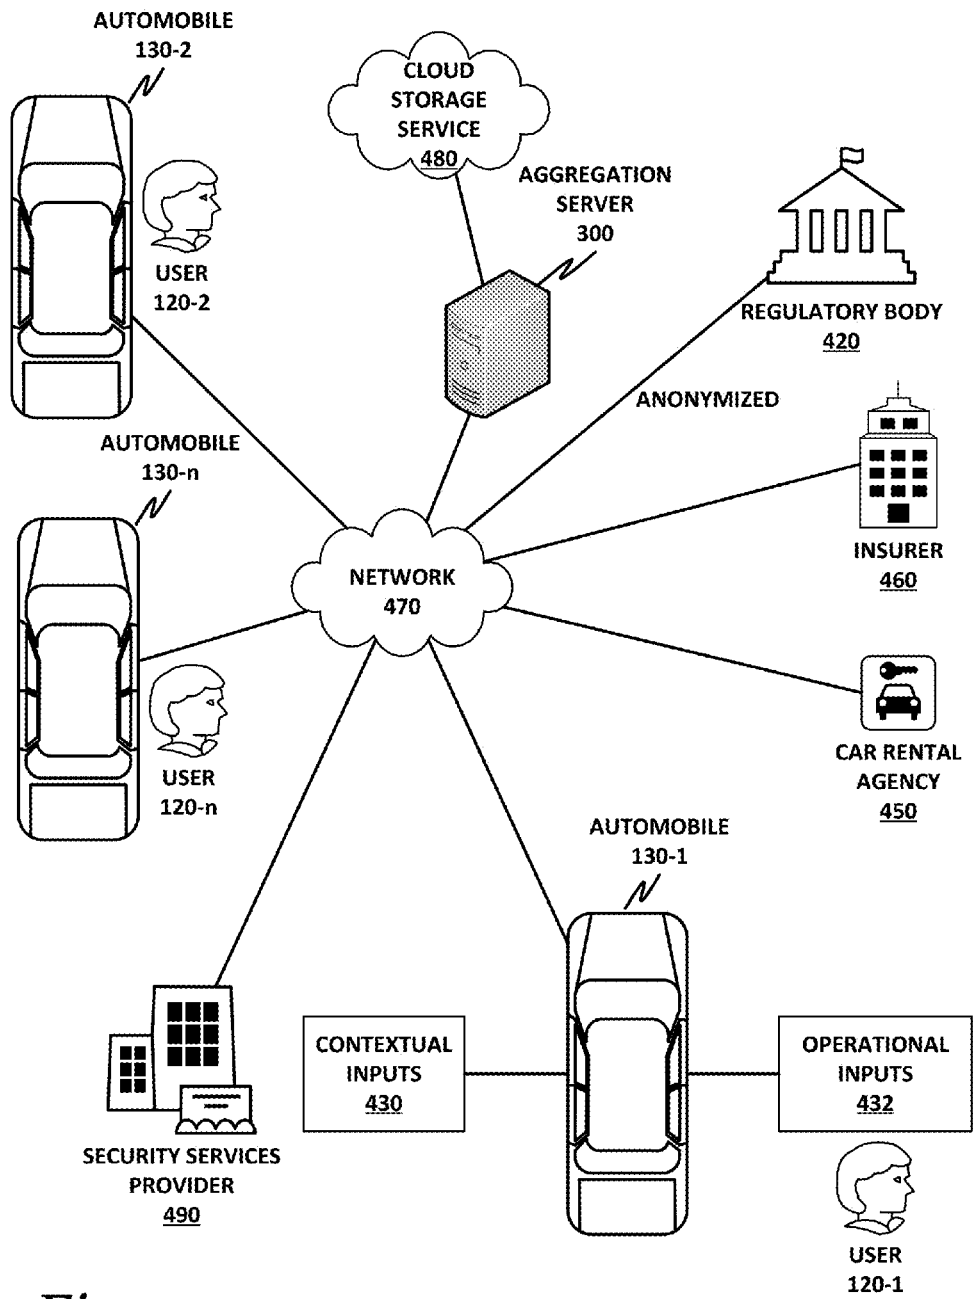 AUTOMOBILE
130-2
CLOUD
STORAGE
SERVICE
480
AGGREGATION
SERVER
300
USER
120-2
REGULATORY BODY
420
ANONYMIZED
AUTOMOBILE
130-n
INSURER
460
NETWORK
470
USER
120-n
CAR RENTAL
AGENCY
450
AUTOMOBILE
130-1
CONTEXTUAL
INPUTS
430
OPERATIONAL
INPUTS
432
SECURITY SERVICES
PROVIDER
490
USER
120-1